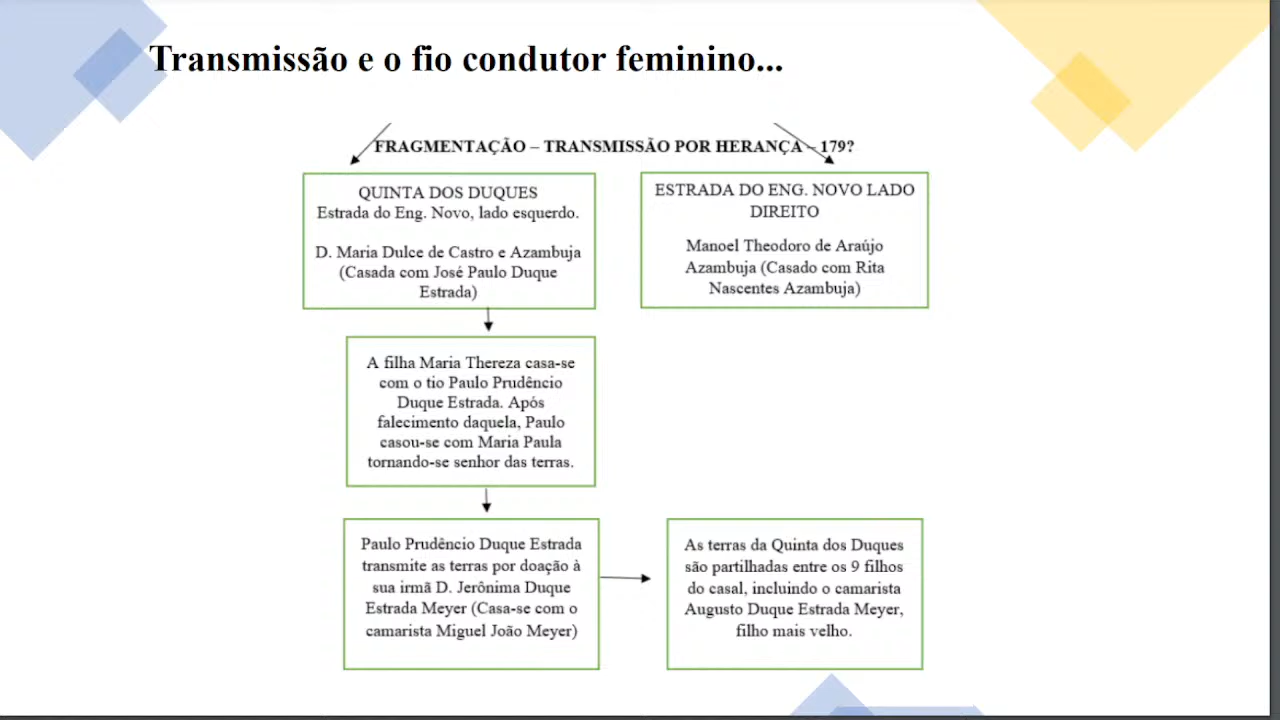 Transmissão e o fio condutor feminino...
FRAGMENTAÇÃO – TRANSMISSÃO POR HERANÇA – 179?
QUINTA DOS DUQUES
Estrada do Eng. Novo, lado esquerdo.
D. Maria Dulce de Castro e Azambuja
(Casada com José Paulo Duque
Estrada)
ESTRADA DO ENG. NOVO LADO
DIREITO
Manoel Theodoro de Araújo
Azambuja (Casado com Rita
Nascentes Azambuja)
A filha Maria Thereza casa-se
com o tio Paulo Prudência
Duque Estrada. Após
falecimento daquela, Paulo
casou-se com Maria Paula
tornando-se senhor das terras.
Paulo Prudêncio Duque Estrada
transmite as terras por doação à
sua irmã D. Jerônima Duque
Estrada Meyer (Casa-se com o
camarista Miguel João Meyer)
As terras da Quinta dos Duques
são partilhadas entre os 9 filhos
do casal, incluindo o camarista
Augusto Duque Estrada Meyer,
filho mais velho.